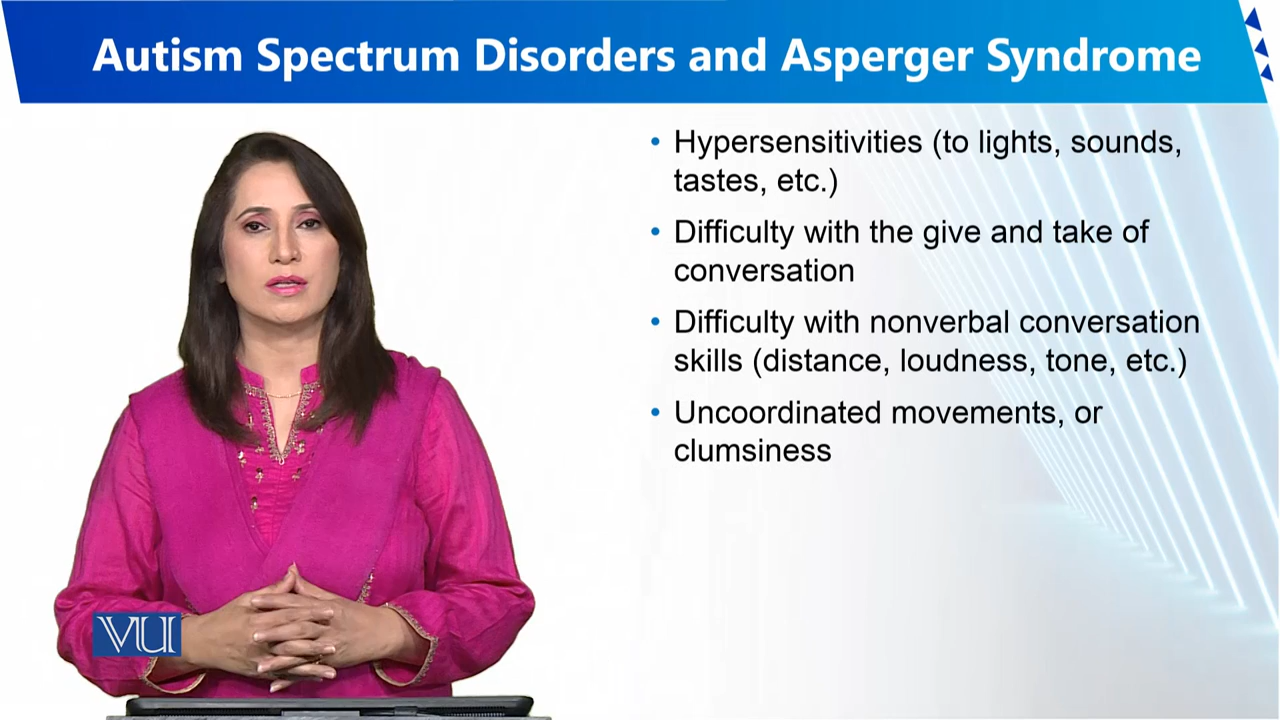 Autism Spectrum Disorders and Asperger Syndrome
• Hypersensitivities (to lights, sounds,
tastes, etc.)
• Difficulty with the give and take of
conversation
• Difficulty with nonverbal conversation
skills (distance, loudness, tone, etc.)
• Uncoordinated movements, or
clumsiness
VU